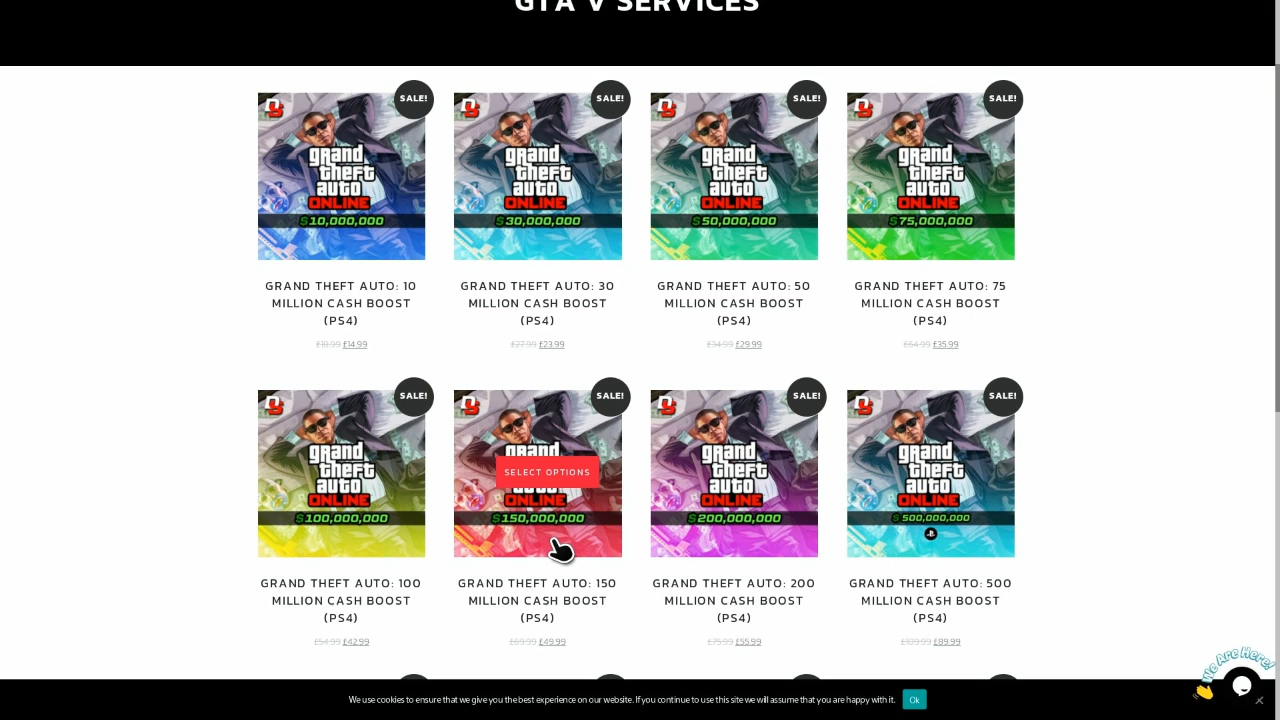 GTA V SERVICES
SALE!
SALE!
SALE!
SALE!
grand
theft
auto
ONLINE
$10,000,000
grand
theft
auto
ONLINE
$30,000,000
grand
theft
auto
ONLINE
$50,000,000
grand
theft
auto
ONLINE
$75,000,000
GRAND THEFT AUTO: 10
MILLION CASH BOOST
(PS4)
£18.99 £14.99
GRAND THEFT AUTO: 30
MILLION CASH BOOST
(PS4)
£27.99 £23.99
GRAND THEFT AUTO: 50
MILLION CASH BOOST
(PS4)
£34.99 £29.99
GRAND THEFT AUTO: 75
MILLION CASH BOOST
(PS4)
£64.99 £35.99
SALE!
SALE!
SALE!
SALE!
grand
theft
auto
ONLINE
$100,000,000
grand
SELECT OPTIONS
ONLINE
$150,000,000
grand
theft
auto
ONLINE
$200,000,000
grand
theft
auto
ONLINE
$500,000,000
GRAND THEFT AUTO: 100
MILLION CASH BOOST
(PS4)
£54.99 £42.99
GRAND THEFT AUTO: 150
MILLION CASH BOOST
(PS4)
£69.99 £49.99
GRAND THEFT AUTO: 200
MILLION CASH BOOST
(PS4)
£75.99 £55.99
GRAND THEFT AUTO: 500
MILLION CASH BOOST
(PS4)
£109.99 £89.99
We Are Here!
We use cookies to ensure that we give you the best experience on our website. If you continue to use this site we will assume that you are happy with it.
Ok